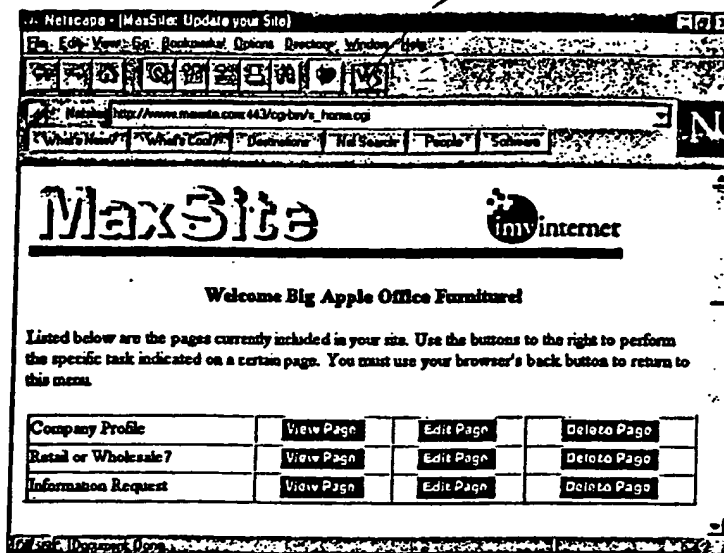 Netscape - [MaxSite: Update your Site]
File Edit View Go Bookmarks Options Directory Window Help
What's New? What's Cool? Destinations Net Search People Software
MaxSite
imv internet
Welcome Big Apple Office Furniture!
Listed below are the pages currently included in your site. Use the buttons to the right to perform
the specific task indicated on a certain page. You must use your browser's back button to return to
this menu.
Company Profile View Page Edit Page Delete Page
Retail or Wholesale? View Page Edit Page Delete Page
Information Request View Page Edit Page Delete Page
Document Done